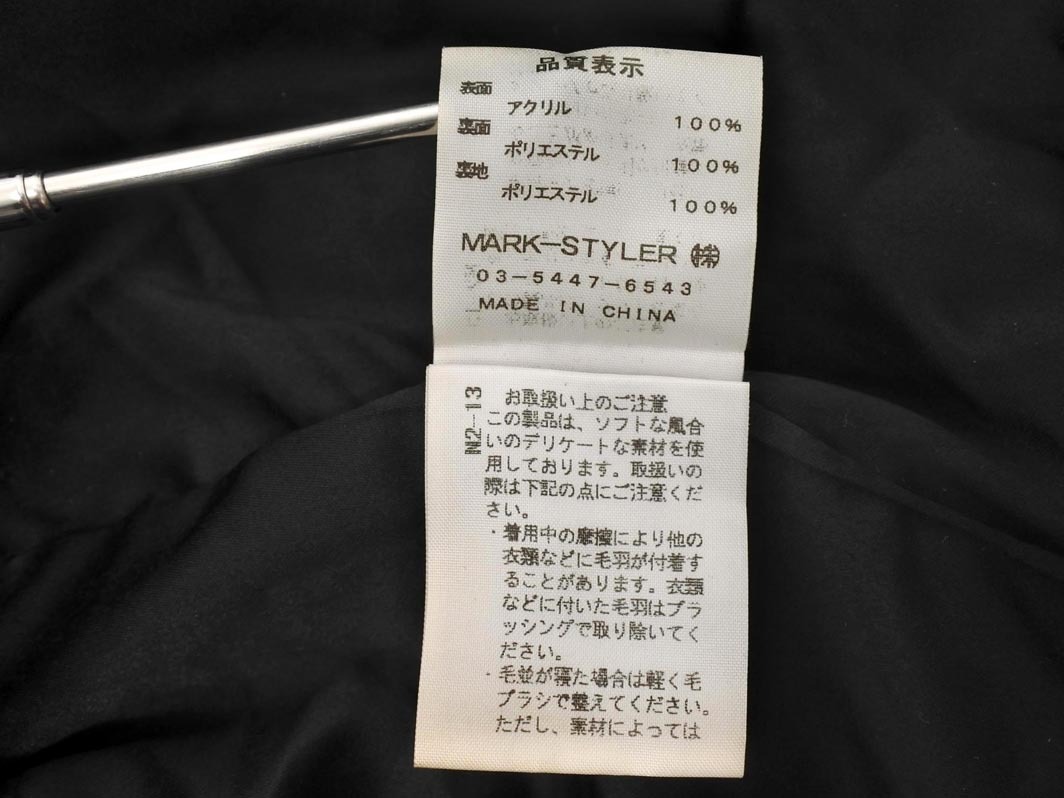 品質表示
表面
アクリル 100%
裏面
ポリエステル 100%
裏地
ポリエステル 100%
MARK-STYLER ㈱
03-5447-6543
MADE IN CHINA
N2-13
お取扱い上のご注意
この製品は、ソフトな風合
いのデリケートな素材を使
用しております。取扱いの
際は下記の点にご注意くだ
さい。
・着用中の摩擦により他の
衣類などに毛羽が付着す
ることがあります。衣類
などに付いた毛羽はブラ
ッシングで取り除いてく
ださい。
・毛並が寝た場合は軽く毛
ブラシで整えてください。
ただし、素材によっては